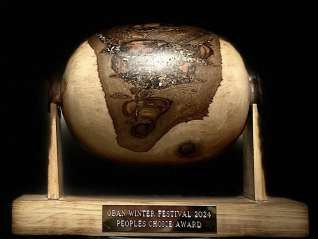 OBAN WINTER FESTIVAL 2024
PEOPLES CHOICE AWARD